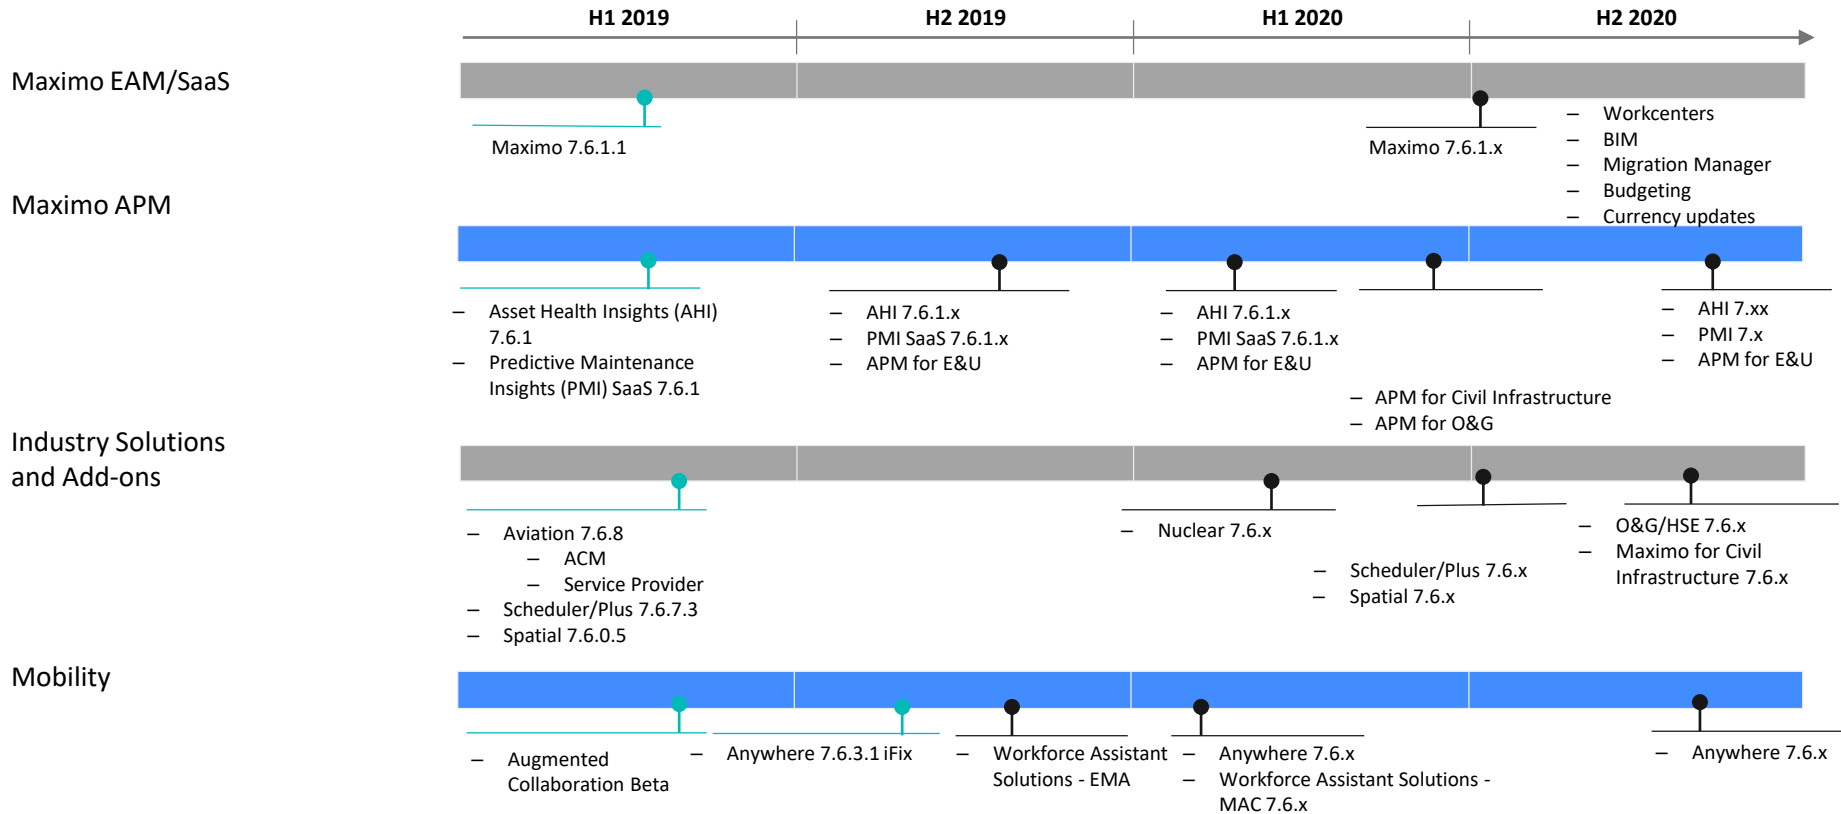 H1 2019
H2 2019
H1 2020
H2 2020
Maximo EAM/SaaS
Maximo 7.6.1.1
Maximo 7.6.1.x
– Workcenters
– BIM
– Migration Manager
– Budgeting
– Currency updates
Maximo APM
– Asset Health Insights (AHI)
7.6.1
– Predictive Maintenance
Insights (PMI) SaaS 7.6.1
– AHI 7.6.1.x
– PMI SaaS 7.6.1.x
– APM for E&U
– AHI 7.6.1.x
– PMI SaaS 7.6.1.x
– APM for E&U
– APM for Civil Infrastructure
– APM for O&G
– AHI 7.xx
– PMI 7.x
– APM for E&U
Industry Solutions
and Add-ons
– Aviation 7.6.8
– ACM
– Service Provider
– Scheduler/Plus 7.6.7.3
– Spatial 7.6.0.5
– Nuclear 7.6.x
– Scheduler/Plus 7.6.x
– Spatial 7.6.x
– O&G/HSE 7.6.x
– Maximo for Civil
Infrastructure 7.6.x
Mobility
– Augmented
Collaboration Beta
– Anywhere 7.6.3.1 iFix
– Workforce Assistant
Solutions - EMA
– Anywhere 7.6.x
– Workforce Assistant Solutions -
MAC 7.6.x
– Anywhere 7.6.x